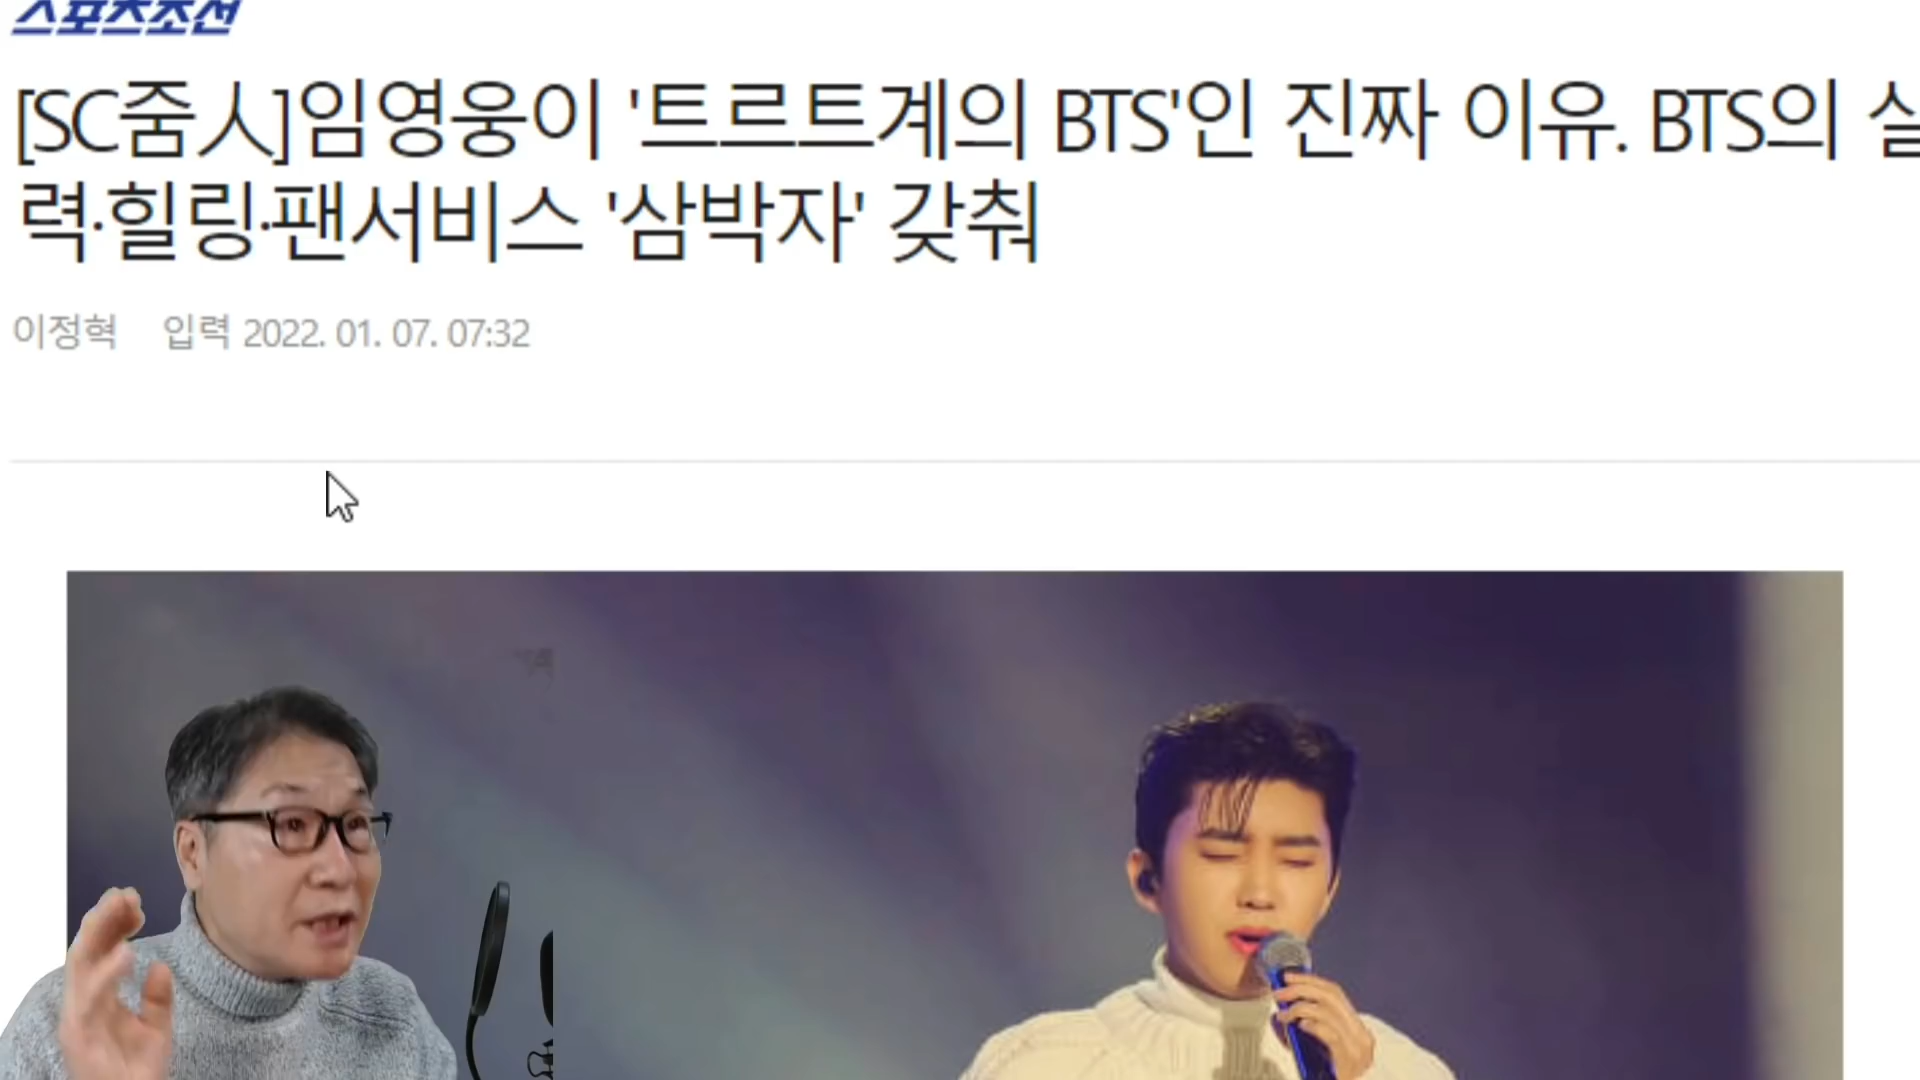 스포츠조선
[SC줌人]임영웅이 '트르트계의 BTS'인 진짜 이유. BTS의 실
력·힐링·팬서비스 '삼박자' 갖춰
이정혁 입력 2022. 01. 07. 07:32